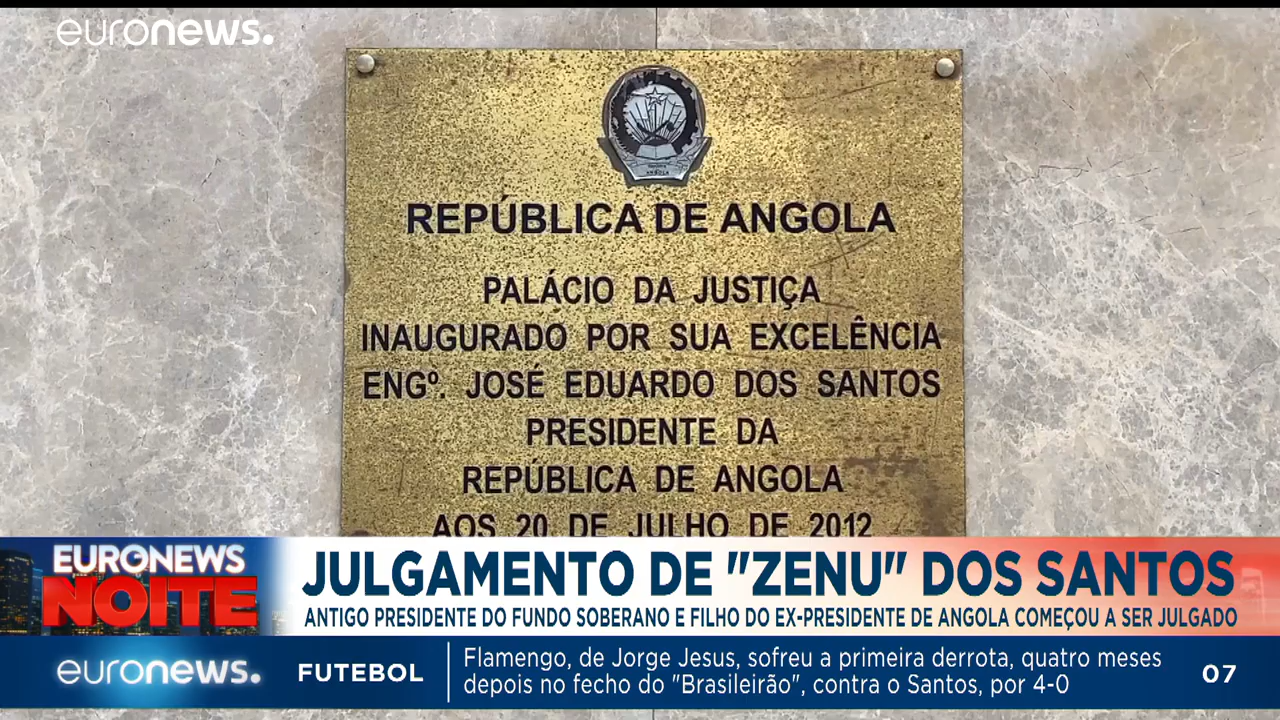 euronews.
REPÚBLICA DE ANGOLA
PALÁCIO DA JUSTIÇA
INAUGURADO POR SUA EXCELÊNCIA
ENGº. JOSÉ EDUARDO DOS SANTOS
PRESIDENTE DA
REPÚBLICA DE ANGOLA
AOS 20 DE JULHO DE 2012
EURONEWS
NOITE
JULGAMENTO DE "ZENU" DOS SANTOS
ANTIGO PRESIDENTE DO FUNDO SOBERANO E FILHO DO EX-PRESIDENTE DE ANGOLA COMEÇOU A SER JULGADO
euronews.
FUTEBOL
Flamengo, de Jorge Jesus, sofreu a primeira derrota, quatro meses
depois no fecho do "Brasileirão", contra o Santos, por 4-0
07